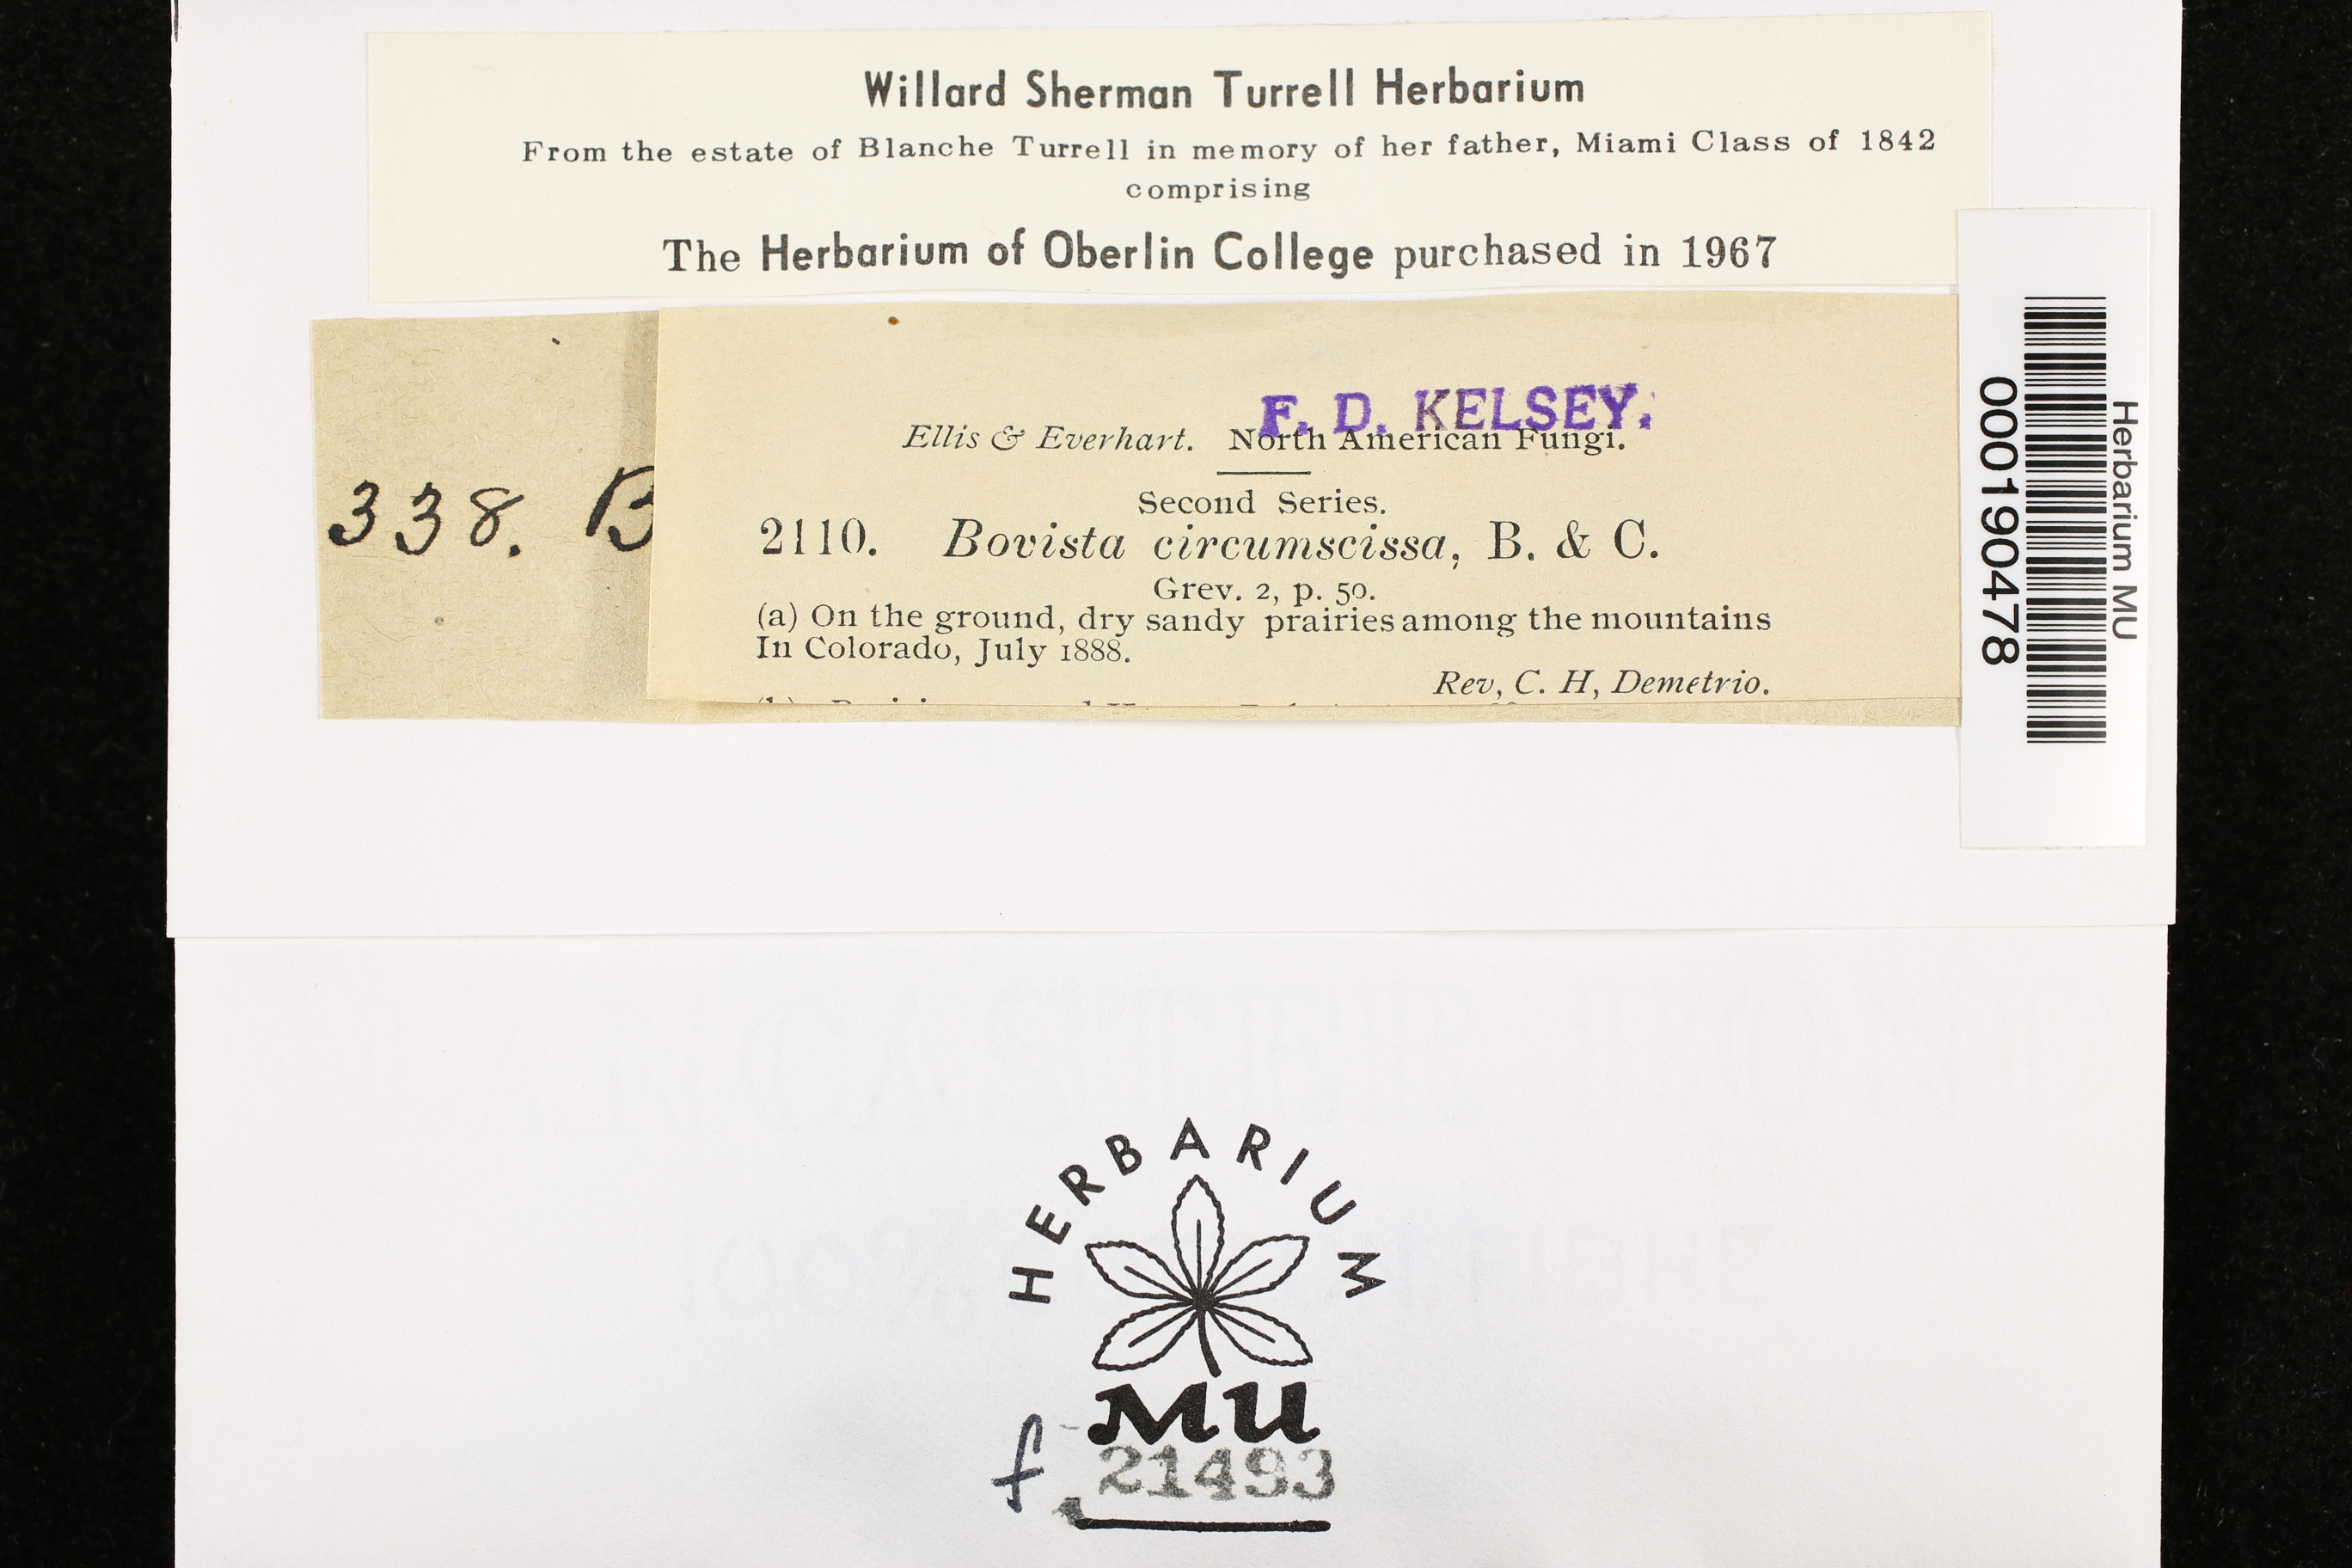 Willard Sherman Turrell Herbarium
From the estate of Blanche Turrell in memory of her father, Miami Class of 1842
comprising
The Herbarium of Oberlin College purchased in 1967
338. B
F. D. KELSEY.
Ellis & Everhart. North American Fungi.
Second Series.
2110. Bovista circumscissa, B. & C.
Grev. 2, p. 50.
(a) On the ground, dry sandy prairies among the mountains
In Colorado, July 1888.
Rev, C. H, Demetrio.
Herbarium MU
000190478
HERBARIUM
MU
f 21493